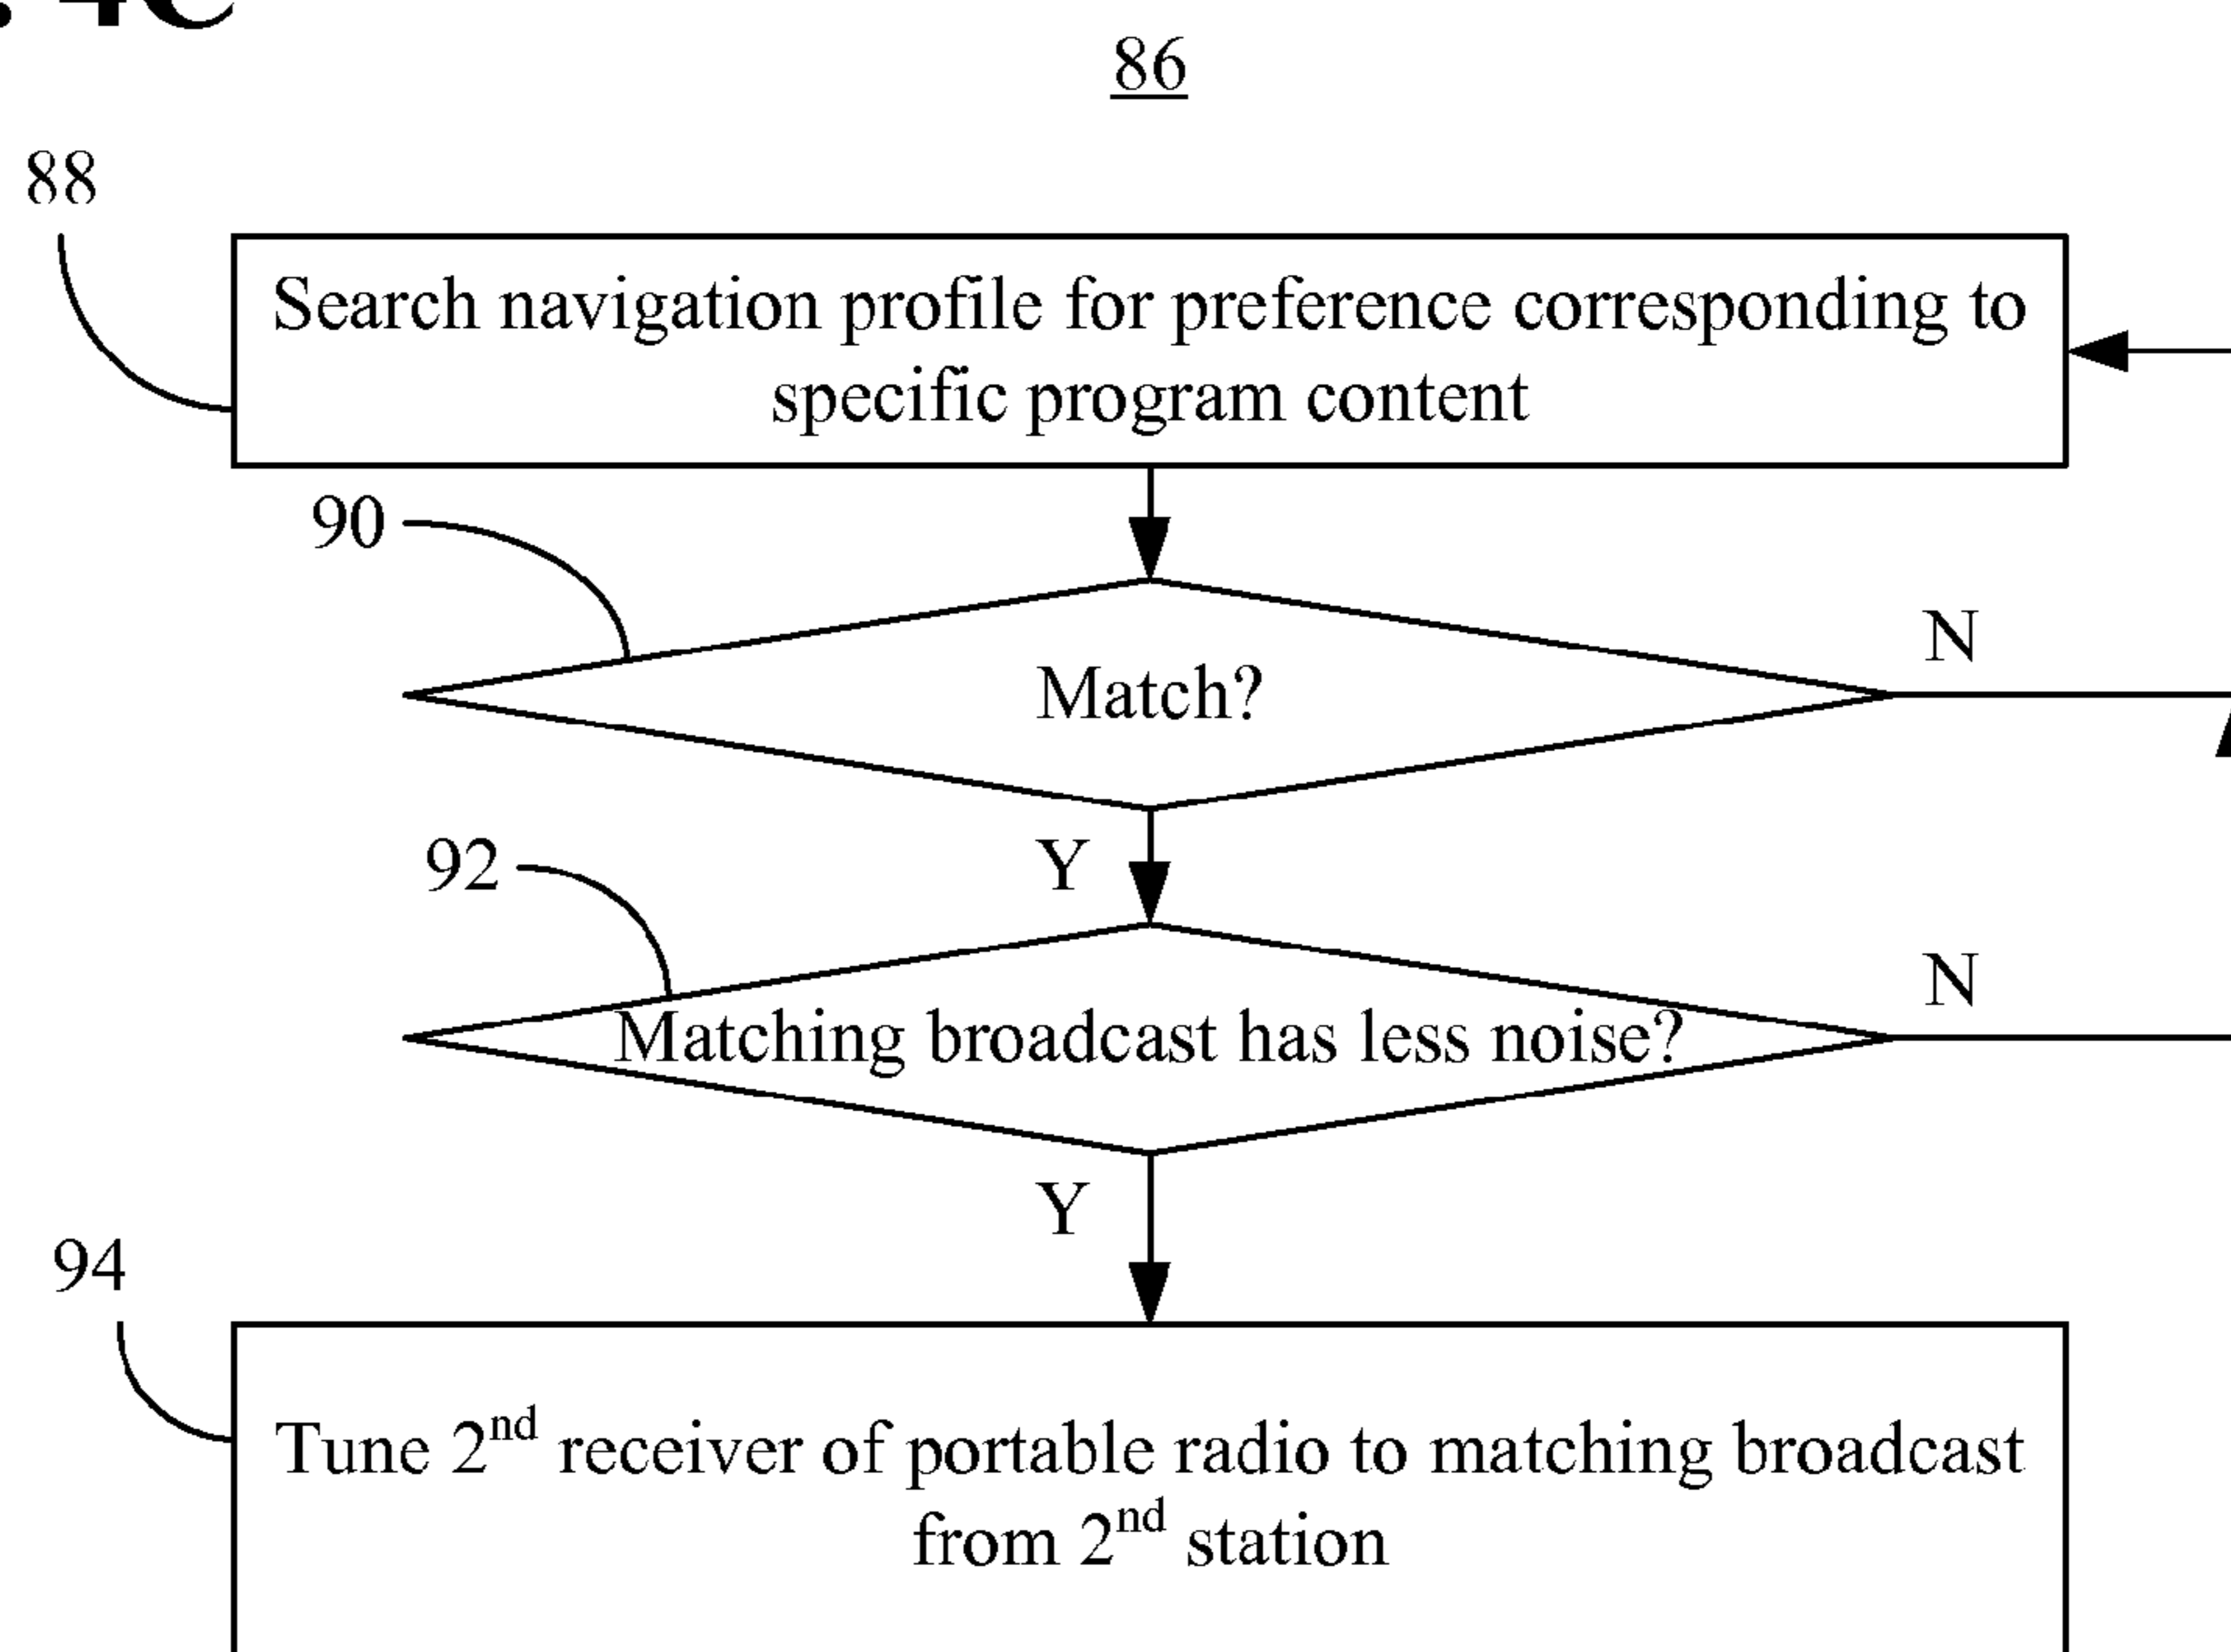 . 4C
86
88
Search navigation profile for preference corresponding to
specific program content
90
Match?
N
Y
92
Matching broadcast has less noise?
N
Y
94
Tune 2nd receiver of portable radio to matching broadcast
from 2nd station